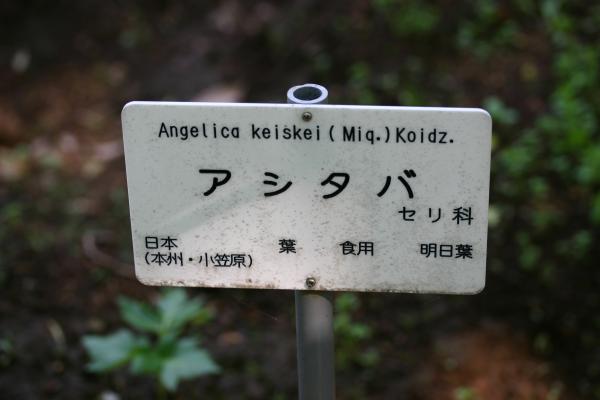 Angelica keiskei (Miq.) Koidz.
アシタバ
セリ科
日本 葉 食用 明日葉
(本州・小笠原)